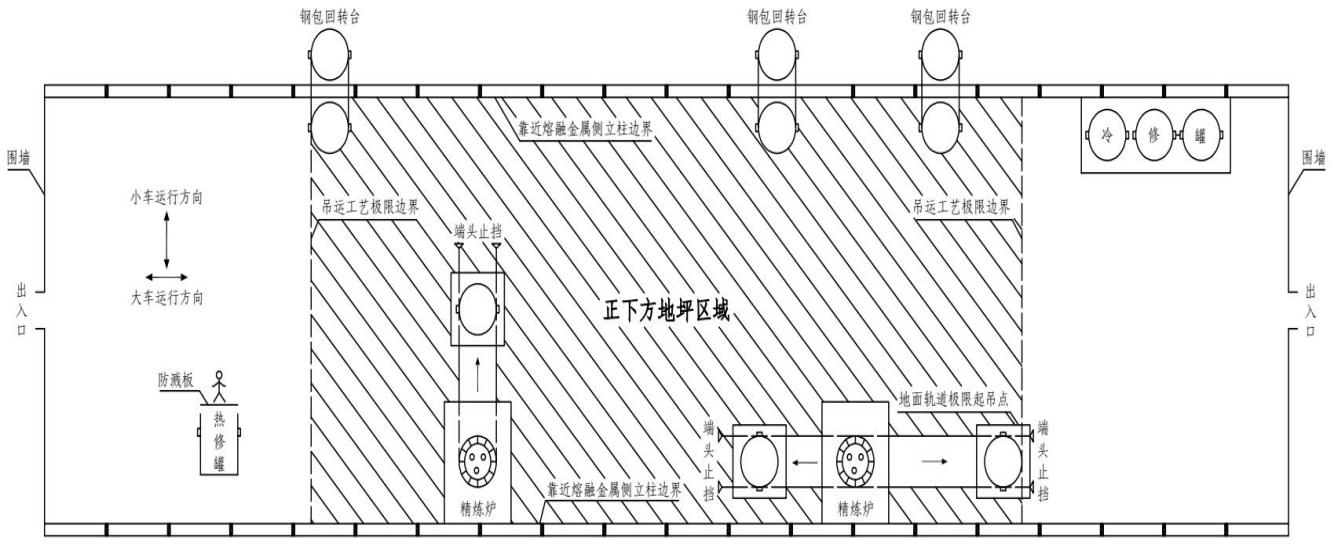 钢包回转台
钢包回转台
钢包回转台
靠近熔融金属侧立柱边界
冷
修
罐
围墙
围墙
小车运行方向
大车运行方向
吊运工艺极限边界
吊运工艺极限边界
端头止挡
出入口
出入口
正下方地坪区域
防溅板
热修罐
地面轨道极限起吊点
端头止挡
端头止挡
靠近熔融金属侧立柱边界
精炼炉
精炼炉